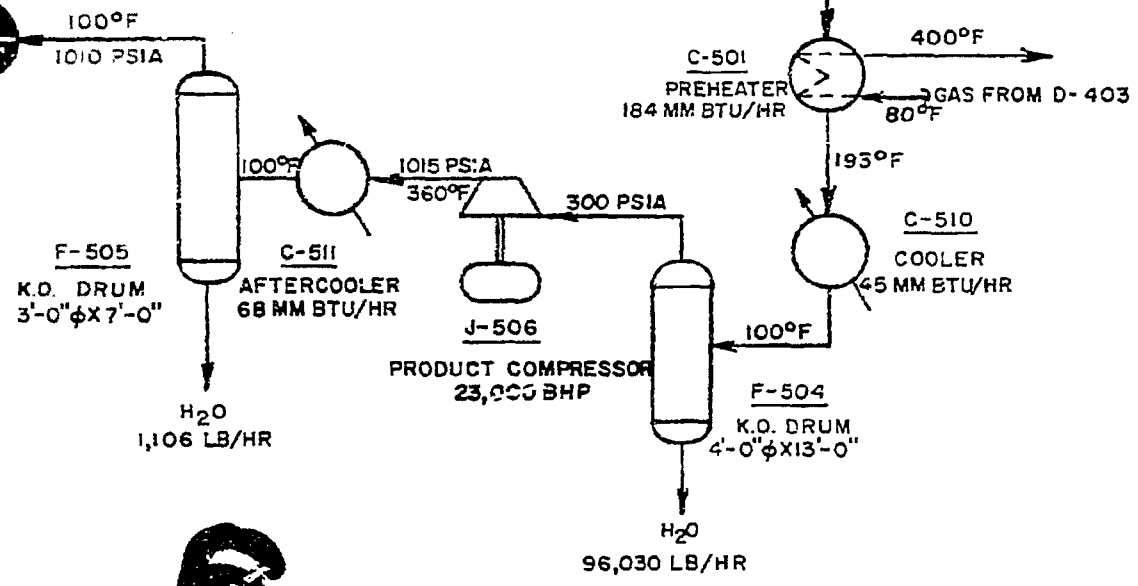 100°F
1010 PSIA
C-501
PREHEATER
184 MM BTU/HR
400°F
GAS FROM D-403
80°F
193°F
100°F
1015 PSIA
360°F
300 PSIA
C-510
COOLER
45 MM BTU/HR
F-505
K.O. DRUM
3'-0"ϕX7'-0"
C-511
AFTERCOOLER
68 MM BTU/HR
J-506
PRODUCT COMPRESSOR
23,000 BHP
100°F
F-504
K.O. DRUM
4'-0"ϕX13'-0"
H2O
1,106 LB/HR
H2O
96,030 LB/HR